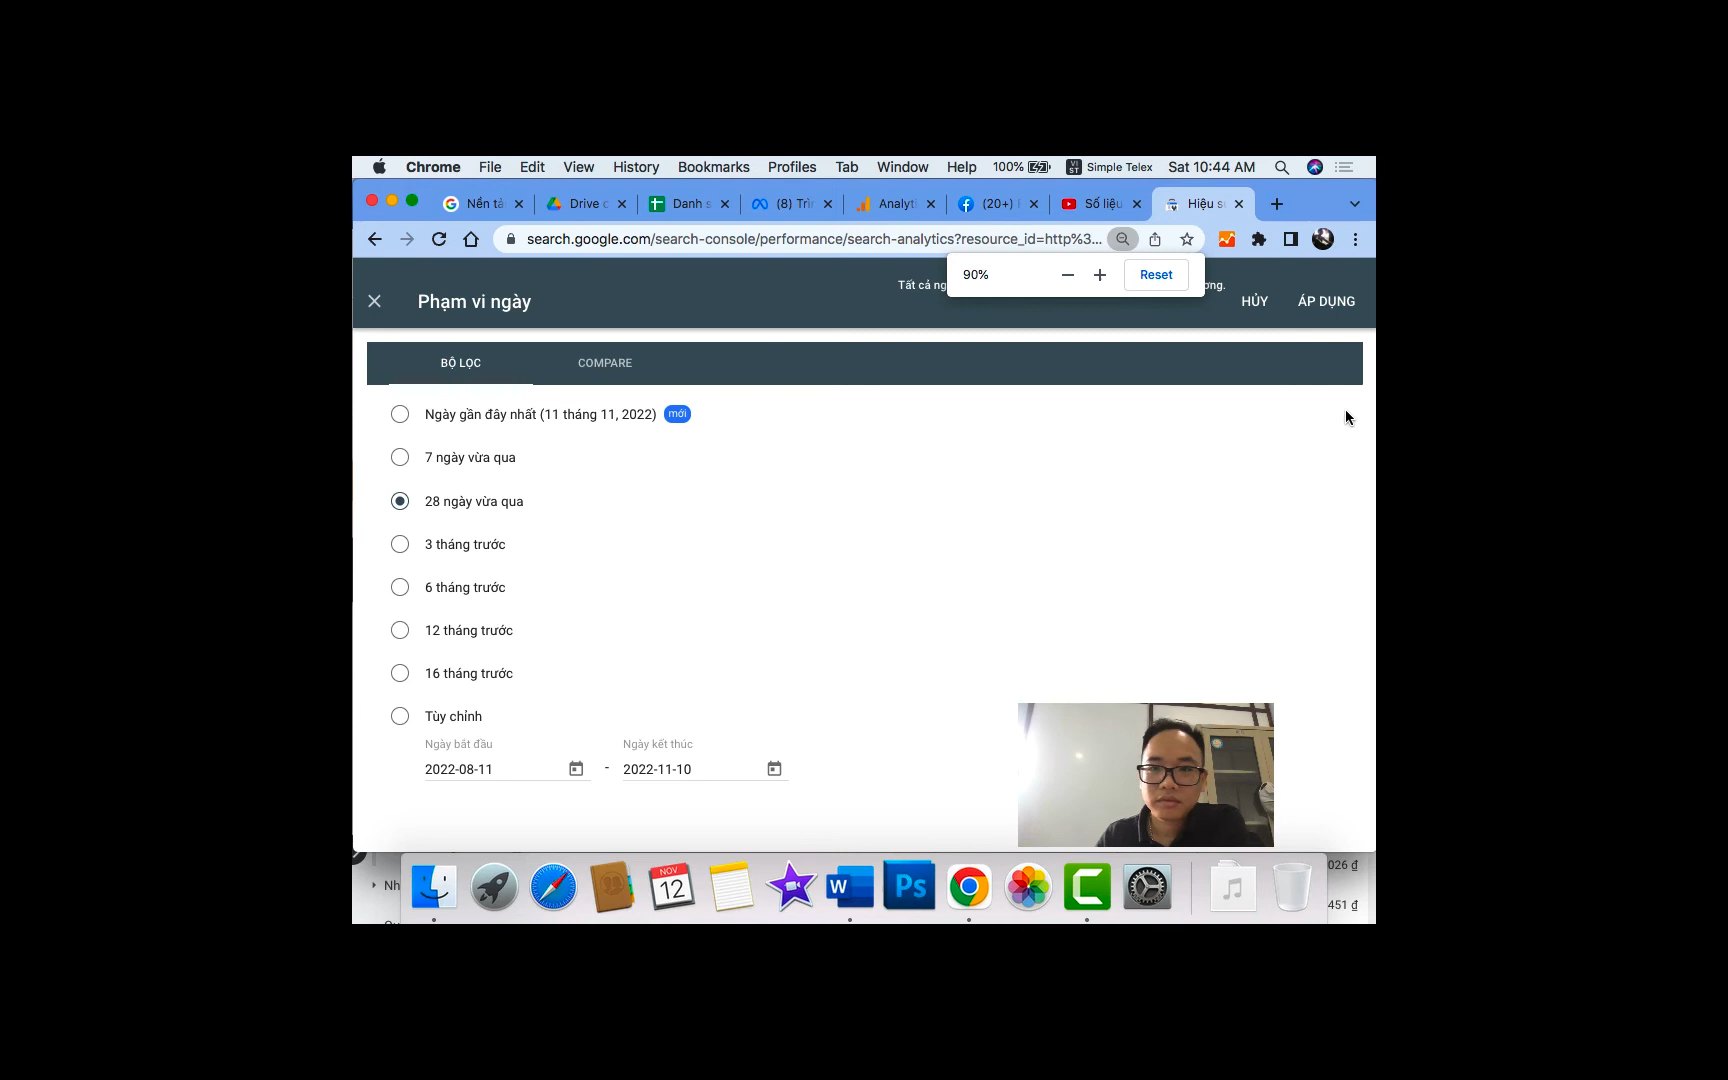 Chrome File Edit View History Bookmarks Profiles Tab Window Help 100% VI ST Simple Telex Sat 10:44 AM
Nền tả Drive c Danh s (8) Trì Analyti (20+) Số liệu Hiệu s
search.google.com/search-console/performance/search-analytics?resource_id=http%3...
90% Reset
Tất cả ng
Phạm vi ngày HỦY ÁP DỤNG
BỘ LỌC COMPARE
Ngày gần đây nhất (11 tháng 11, 2022) mới
7 ngày vừa qua
28 ngày vừa qua
3 tháng trước
6 tháng trước
12 tháng trước
16 tháng trước
Tùy chỉnh
Ngày bắt đầu Ngày kết thúc
2022-08-11 - 2022-11-10
026 ₫
Nh
NOV
12
W
Ps
451 ₫